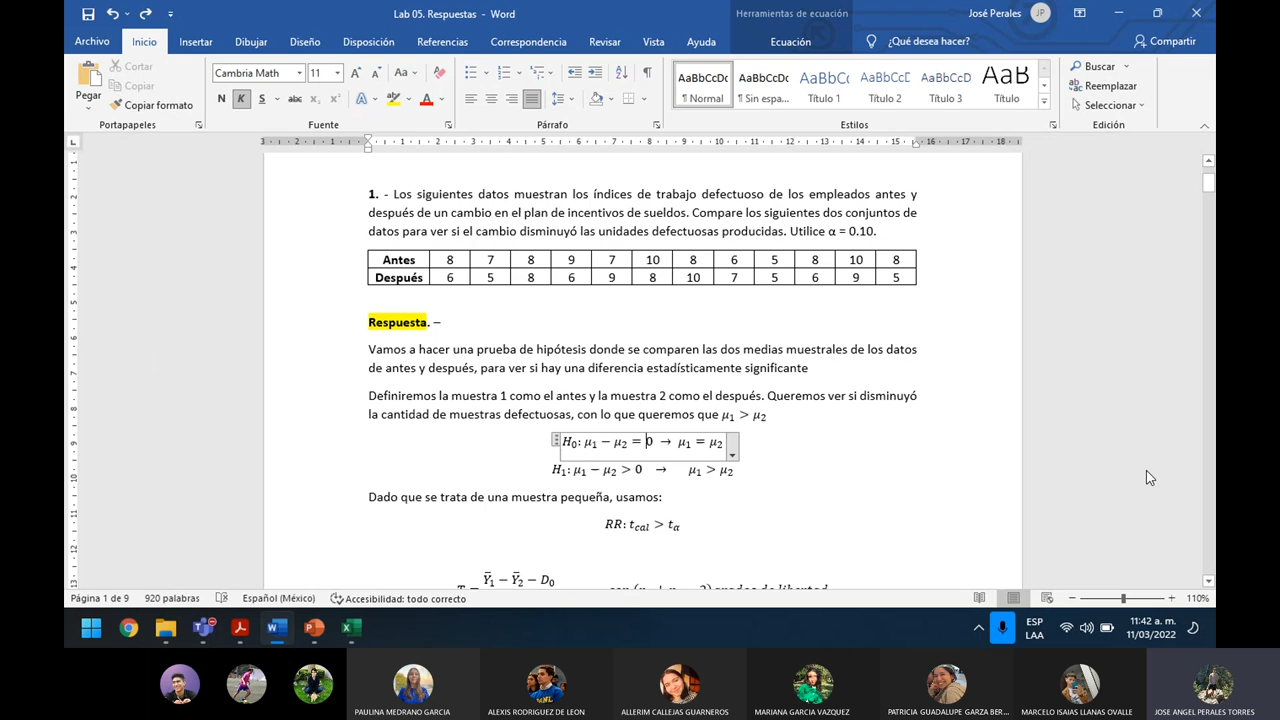 Lab 05. Respuestas - Word
Herramientas de ecuación
José Perales
JP
Archivo Inicio Insertar Dibujar Diseño Disposición Referencias Correspondencia Revisar Vista Ayuda Ecuación ¿Qué desea hacer? Compartir
Pegar
Cortar
Copiar
Copiar formato
Portapapeles
Cambria Math 11
N K S abc
Fuente
Párrafo
AaBbCcDc AaBbCcDc AaBbCc AaBbCcD AaBbCcD AaB
¶ Normal ¶ Sin espa... Título 1 Título 2 Título 3 Título
Estilos
Buscar
Reemplazar
Seleccionar
Edición
1. - Los siguientes datos muestran los índices de trabajo defectuoso de los empleados antes y
después de un cambio en el plan de incentivos de sueldos. Compare los siguientes dos conjuntos de
datos para ver si el cambio disminuyó las unidades defectuosas producidas. Utilice α = 0.10.
Antes 8 7 8 9 7 10 8 6 5 8 10 8
Después 6 5 8 6 9 8 10 7 5 6 9 5
Respuesta. –
Vamos a hacer una prueba de hipótesis donde se comparen las dos medias muestrales de los datos
de antes y después, para ver si hay una diferencia estadísticamente significante
Definiremos la muestra 1 como el antes y la muestra 2 como el después. Queremos ver si disminuyó
la cantidad de muestras defectuosas, con lo que queremos que μ₁ > μ₂
H₀: μ₁ − μ₂ = 0 → μ₁ = μ₂
H₁: μ₁ − μ₂ > 0 → μ₁ > μ₂
Dado que se trata de una muestra pequeña, usamos:
RR: t_cal > t_α
Ȳ₁ − Ȳ₂ − D₀
Página 1 de 9 920 palabras Español (México) Accesibilidad: todo correcto 110%
ESP
LAA
11:42 a. m.
11/03/2022
PAULINA MEDRANO GARCIA
ALEXIS RODRIGUEZ DE LEON
ALLERIM CALLEJAS GUARNEROS
MARIANA GARCIA VAZQUEZ
PATRICIA GUADALUPE GARZA BER...
MARCELO ISAIAS LLANAS OVALLE
JOSE ANGEL PERALES TORRES